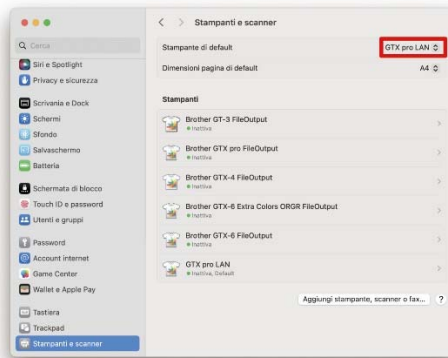 Stampanti e scanner
Cerca
Siri e Spotlight
Privacy e sicurezza
Scrivania e Dock
Schermi
Sfondo
Salvaschermo
Batteria
Schermata di blocco
Touch ID e password
Utenti e gruppi
Password
Account internet
Game Center
Wallet e Apple Pay
Tastiera
Trackpad
Stampanti e scanner
Stampante di default
GTX pro LAN
Dimensioni pagina di default
A4
Stampanti
Brother GT-3 FileOutput
Inattiva
Brother GTX pro FileOutput
Inattiva
Brother GTX-4 FileOutput
Inattiva
Brother GTX-6 Extra Colors ORGR FileOutput
Inattiva
Brother GTX-6 FileOutput
Inattiva
GTX pro LAN
Inattiva, Default
Aggiungi stampante, scanner o fax...
?